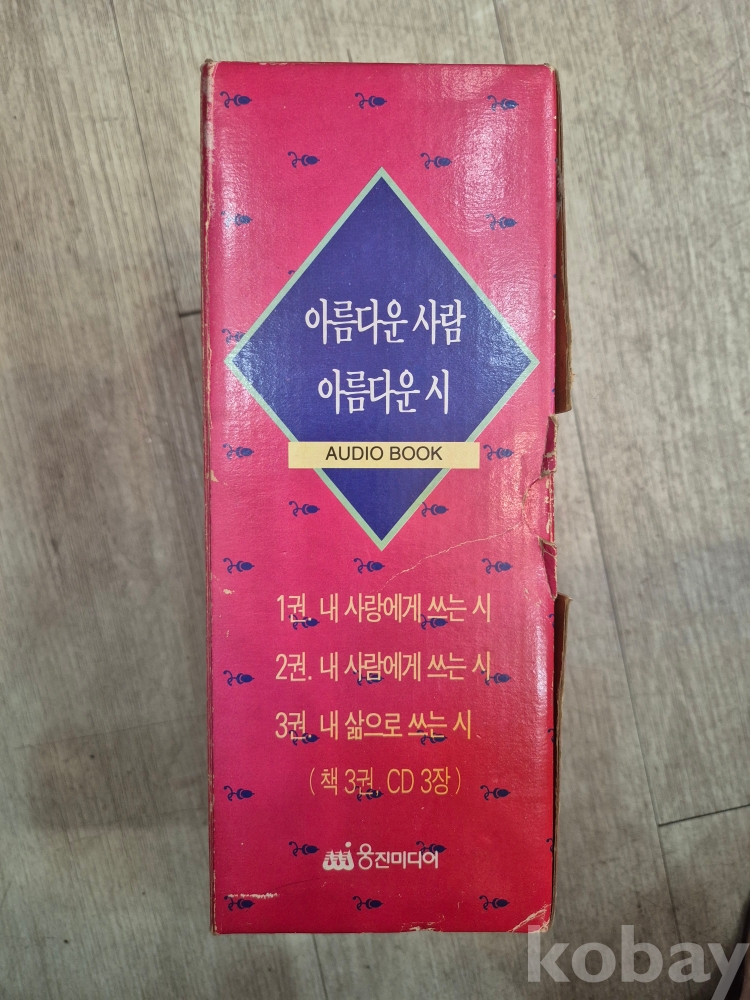 아름다운 사람
아름다운 시
AUDIO BOOK
1권. 내 사랑에게 쓰는 시
2권. 내 사람에게 쓰는 시
3권. 내 삶으로 쓰는 시
( 책 3권, CD 3장 )
웅진미디어
kobay